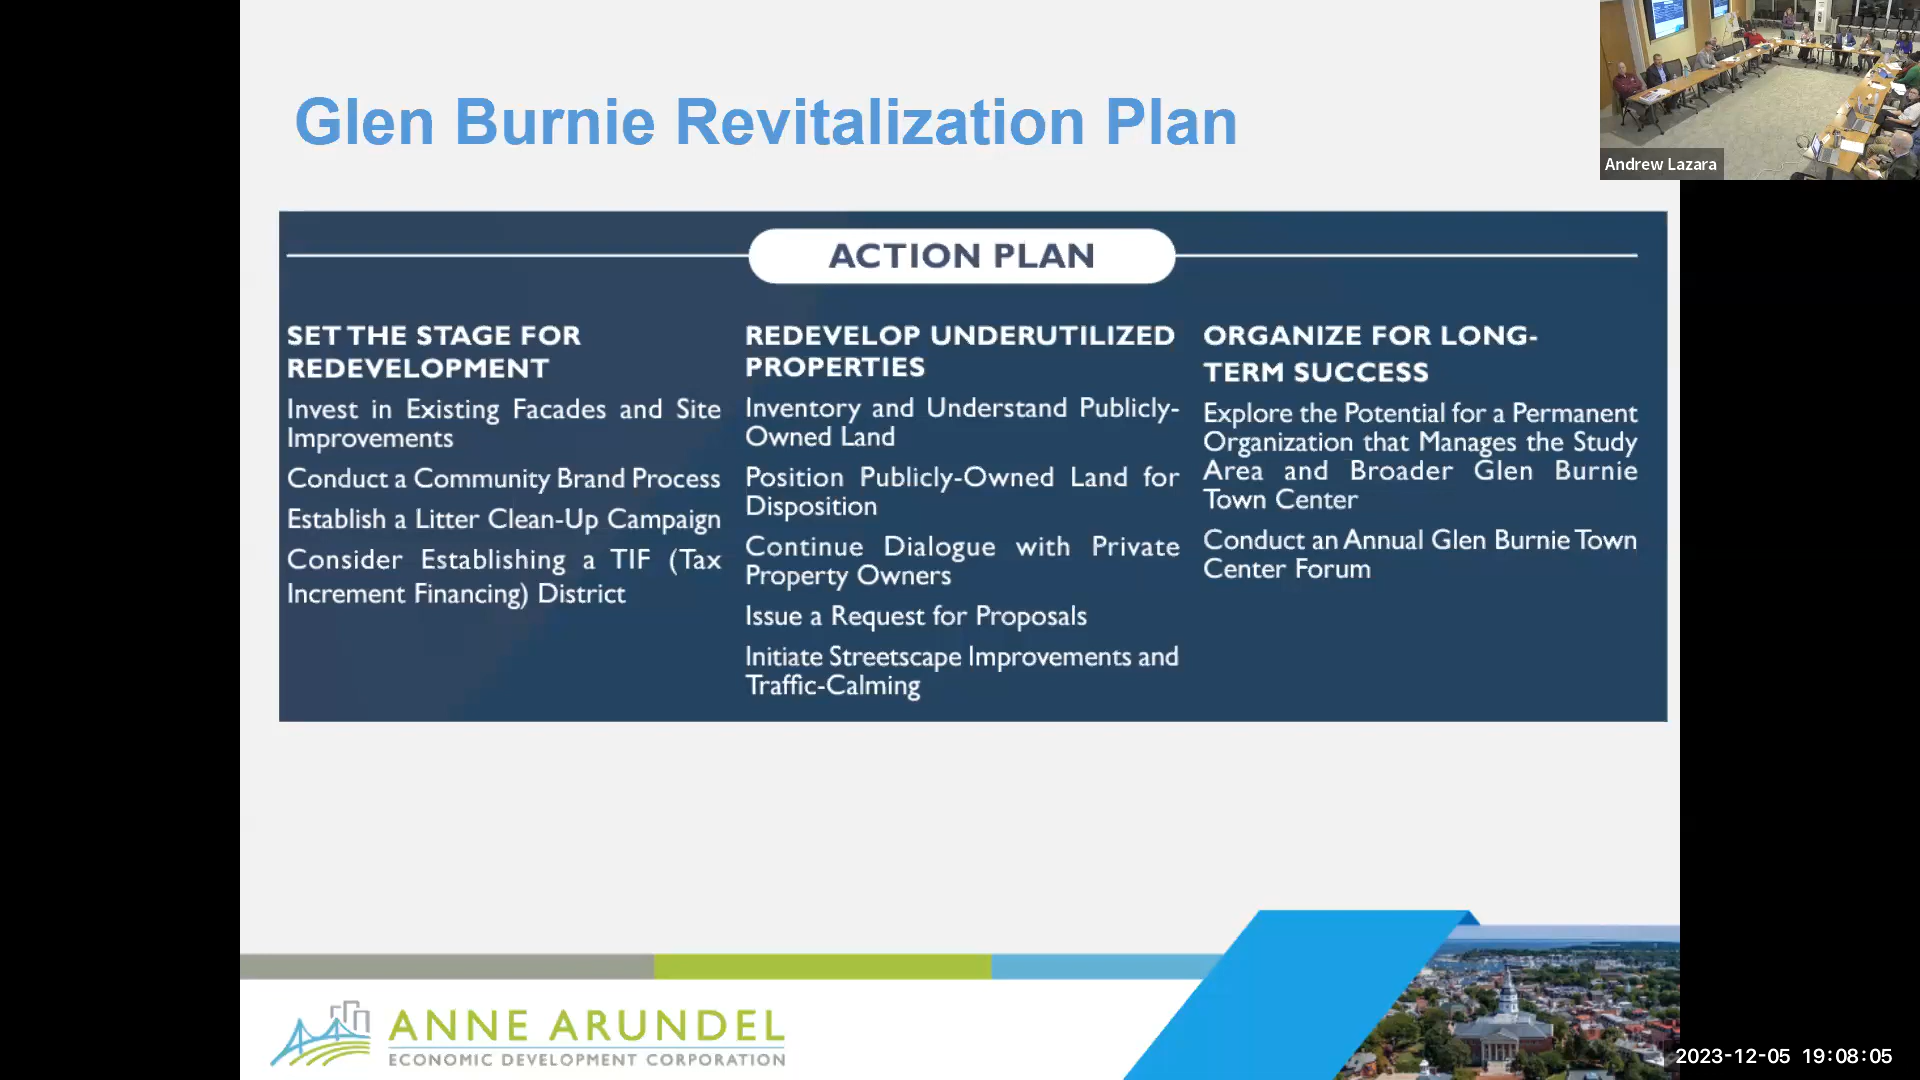 Glen Burnie Revitalization Plan
Andrew Lazara
ACTION PLAN
SET THE STAGE FOR
REDEVELOPMENT
Invest in Existing Facades and Site
Improvements
Conduct a Community Brand Process
Establish a Litter Clean-Up Campaign
Consider Establishing a TIF (Tax
Increment Financing) District
REDEVELOP UNDERUTILIZED
PROPERTIES
Inventory and Understand Publicly-
Owned Land
Position Publicly-Owned Land for
Disposition
Continue Dialogue with Private
Property Owners
Issue a Request for Proposals
Initiate Streetscape Improvements and
Traffic-Calming
ORGANIZE FOR LONG-
TERM SUCCESS
Explore the Potential for a Permanent
Organization that Manages the Study
Area and Broader Glen Burnie
Town Center
Conduct an Annual Glen Burnie Town
Center Forum
ANNE ARUNDEL
ECONOMIC DEVELOPMENT CORPORATION
2023-12-05 19:08:05